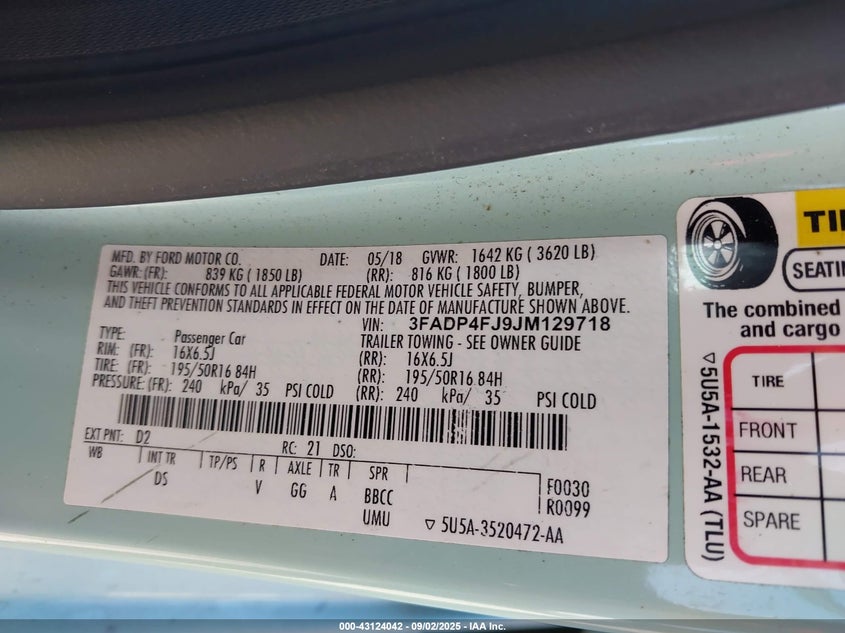 MFD. BY FORD MOTOR CO. DATE: 05/18 GVWR: 1642 KG ( 3620 LB)
GAWR: (FR): 839 KG ( 1850 LB) (RR): 816 KG ( 1800 LB)
THIS VEHICLE CONFORMS TO ALL APPLICABLE FEDERAL MOTOR VEHICLE SAFETY, BUMPER,
AND THEFT PREVENTION STANDARDS IN EFFECT ON THE DATE OF MANUFACTURE SHOWN ABOVE.
VIN: 3FADP4FJ9JM129718
TYPE: Passenger Car TRAILER TOWING - SEE OWNER GUIDE
RIM: (FR): 16X6.5J (RR): 16X6.5J
TIRE: (FR): 195/50R16 84H (RR): 195/50R16 84H
PRESSURE: (FR): 240 kPa/ 35 PSI COLD (RR): 240 kPa/ 35 PSI COLD
EXT PNT: D2 RC: 21 DSO:
WB INT TR TP/PS R AXLE TR SPR
DS V GG A BBCC F0030
UMU R0099
▽ 5U5A-3520472-AA
SEATIN
The combined
and cargo
TIRE
FRONT
REAR
SPARE
▽5U5A-1532-AA (TLU)
000-43124042 - 09/02/2025 - IAA Inc.